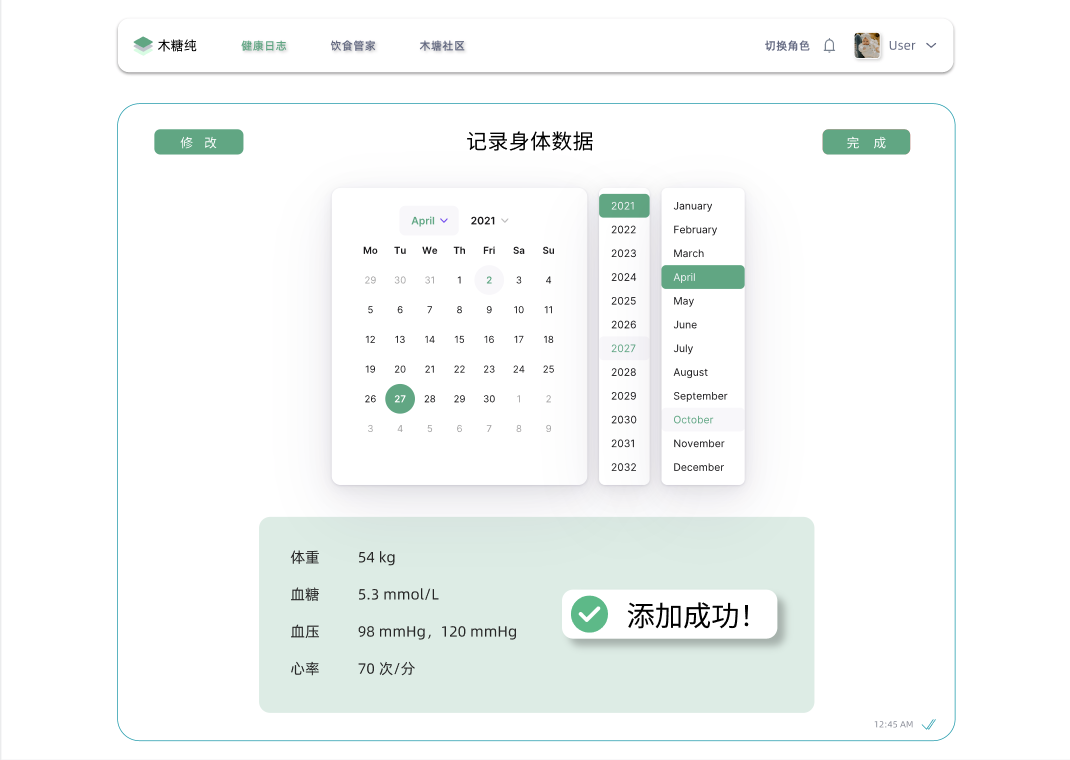 木糖纯 健康日志 饮食管家 木塘社区 切换角色 User
修 改 记录身体数据 完 成
April 2021
Mo Tu We Th Fri Sa Su
29 30 31 1 2 3 4
5 6 7 8 9 10 11
12 13 14 15 16 17 18
19 20 21 22 23 24 25
26 27 28 29 30 1 2
3 4 5 6 7 8 9
2021
2022
2023
2024
2025
2026
2027
2028
2029
2030
2031
2032
January
February
March
April
May
June
July
August
September
October
November
December
体重 54 kg
血糖 5.3 mmol/L
血压 98 mmHg，120 mmHg
心率 70 次/分
添加成功！
12:45 AM